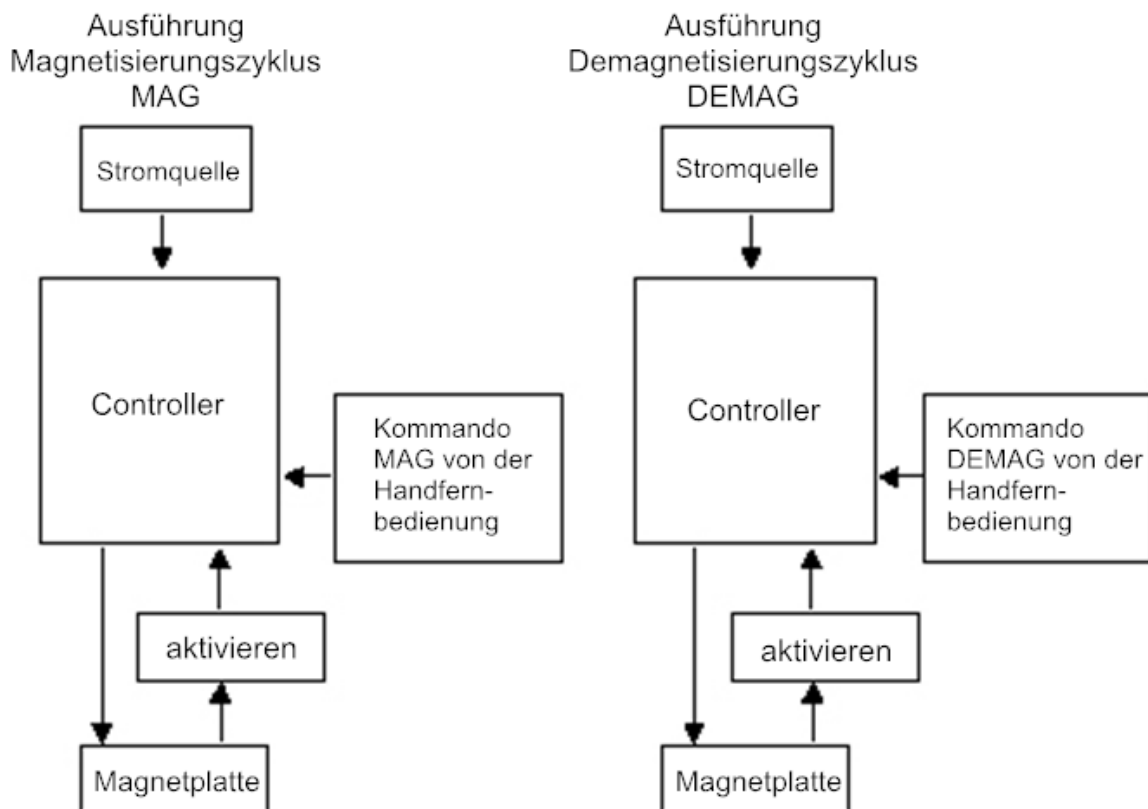 Ausführung
Magnetisierungszyklus
MAG
Stromquelle
Controller
Kommando
MAG von der
Handfern-
bedienung
aktivieren
Magnetplatte
Ausführung
Demagnetisierungszyklus
DEMAG
Stromquelle
Controller
Kommando
DEMAG von der
Handfern-
bedienung
aktivieren
Magnetplatte